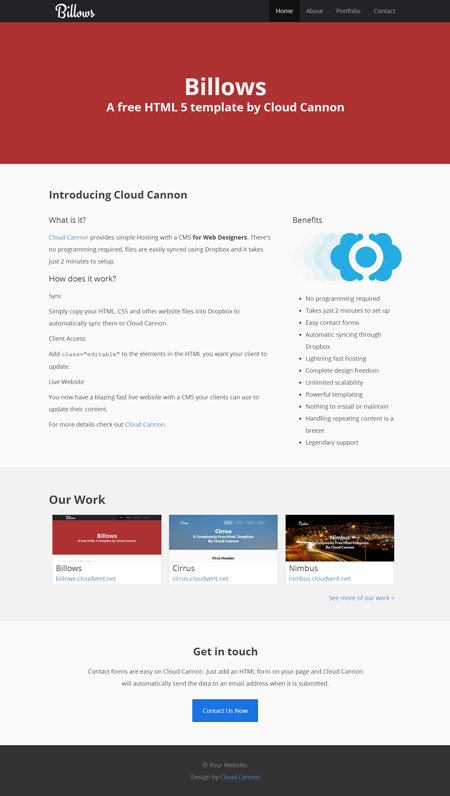 Billows
Home About Portfolio Contact
Billows
A free HTML 5 template by Cloud Cannon
Introducing Cloud Cannon
What is it?
Cloud Cannon provides simple Hosting with a CMS for Web Designers. There's
no programming required, files are easily synced using Dropbox and it takes
just 2 minutes to setup.
How does it work?
Sync
Simply copy your HTML, CSS and other website files into Dropbox to
automatically sync them to Cloud Cannon.
Client Access
Add class="editable" to the elements in the HTML you want your client to
update.
Live Website
You now have a blazing fast live website with a CMS your clients can use to
update their content.
For more details check out Cloud Cannon.
Benefits
No programming required
Takes just 2 minutes to set up
Easy contact forms
Automatic syncing through
Dropbox
Lightning fast hosting
Complete design freedom
Unlimited scalability
Powerful templating
Nothing to install or maintain
Handling repeating content is a
breeze
Legendary support
Our Work
Billows
A free HTML 5 template by Cloud Cannon
Billows
billows.cloudvent.net
Cirrus
A Completely Free Html Template
By Cloud Cannon
First Header
Cirrus
cirrus.cloudvent.net
Nimbus
Completely Free Html Template
By Cloud Cannon
Nimbus
nimbus.cloudvent.net
See more of our work >
Get in touch
Contact forms are easy on Cloud Cannon. Just add an HTML form on your page and Cloud Cannon
will automatically send the data to an email address when it is submitted.
Contact Us Now
© Your Website.
Design by Cloud Cannon